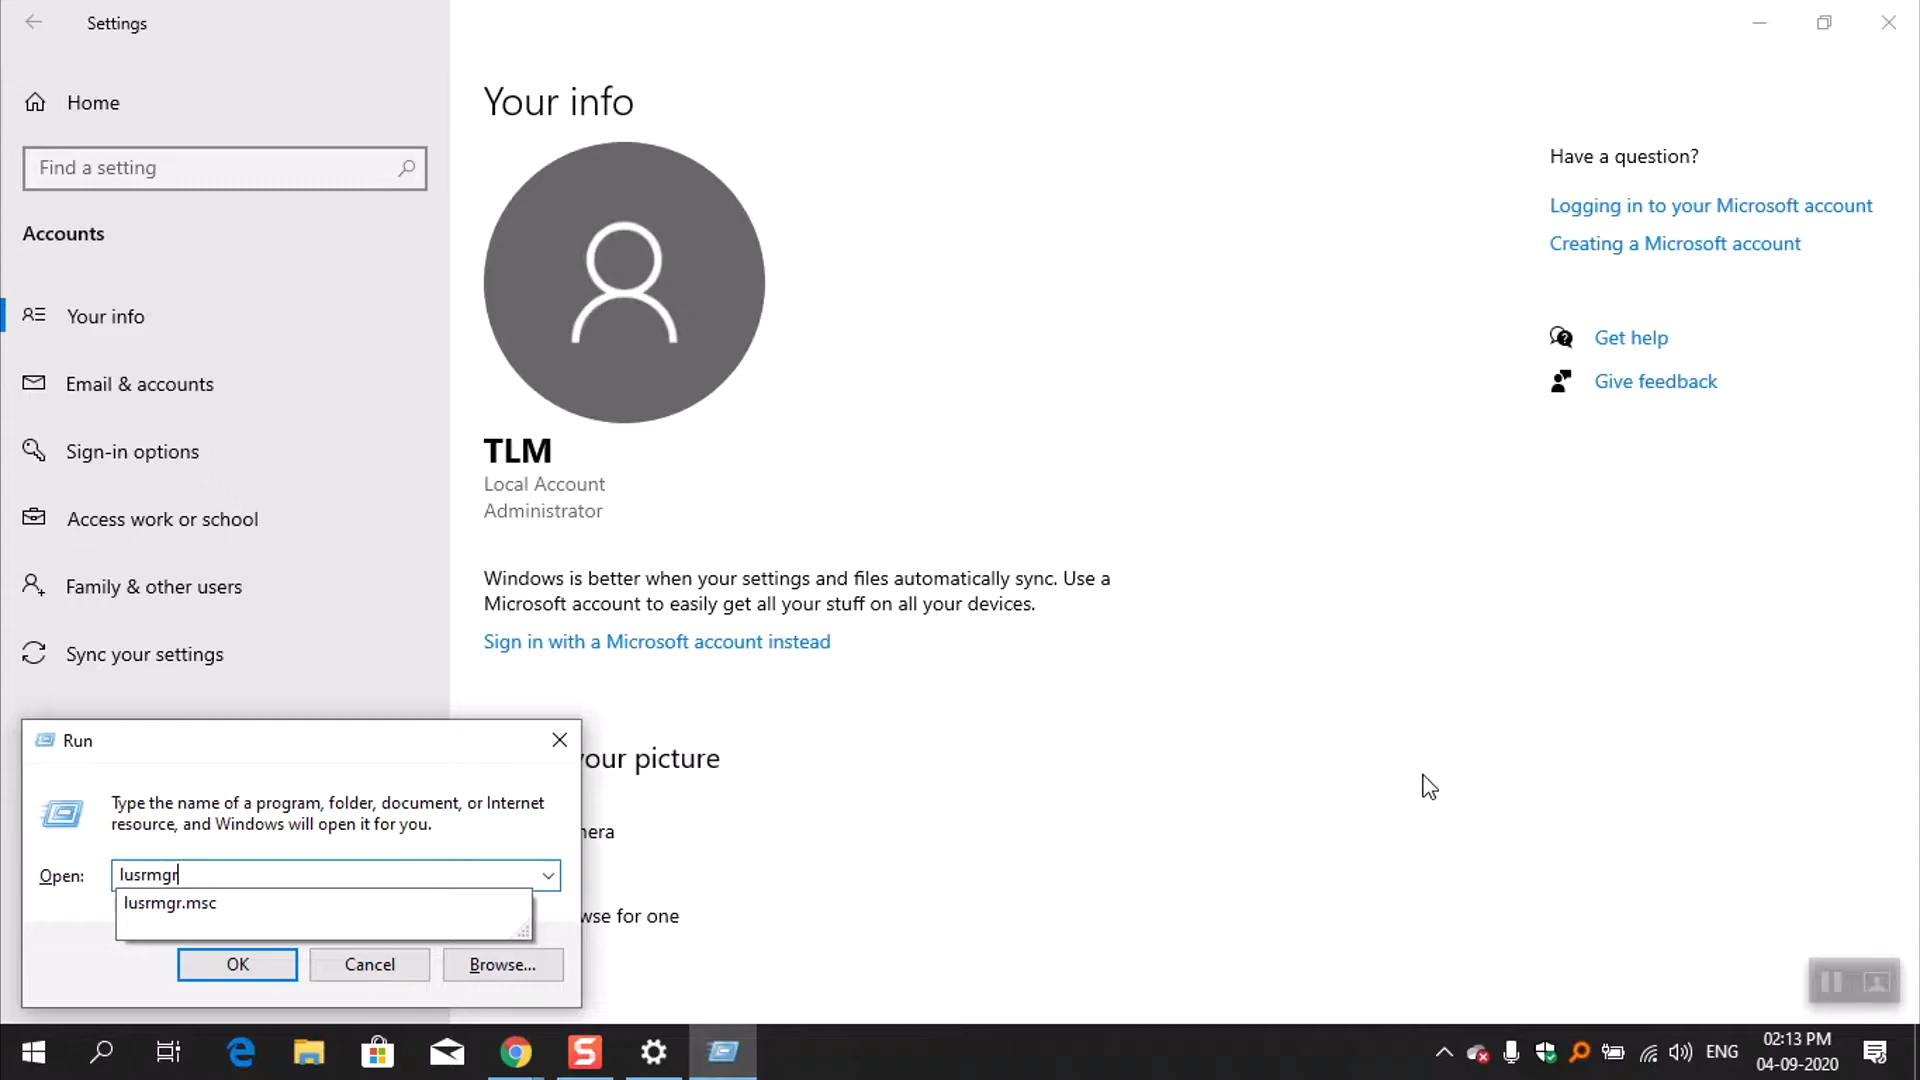 Settings
Home
Find a setting
Accounts
Your info
Email & accounts
Sign-in options
Access work or school
Family & other users
Sync your settings
Your info
TLM
Local Account
Administrator
Windows is better when your settings and files automatically sync. Use a
Microsoft account to easily get all your stuff on all your devices.
Sign in with a Microsoft account instead
your picture
wse for one
Have a question?
Logging in to your Microsoft account
Creating a Microsoft account
Get help
Give feedback
Run
Type the name of a program, folder, document, or Internet
resource, and Windows will open it for you.
Open:
lusrmgr
lusrmgr.msc
OK
Cancel
Browse...
ENG
02:13 PM
04-09-2020